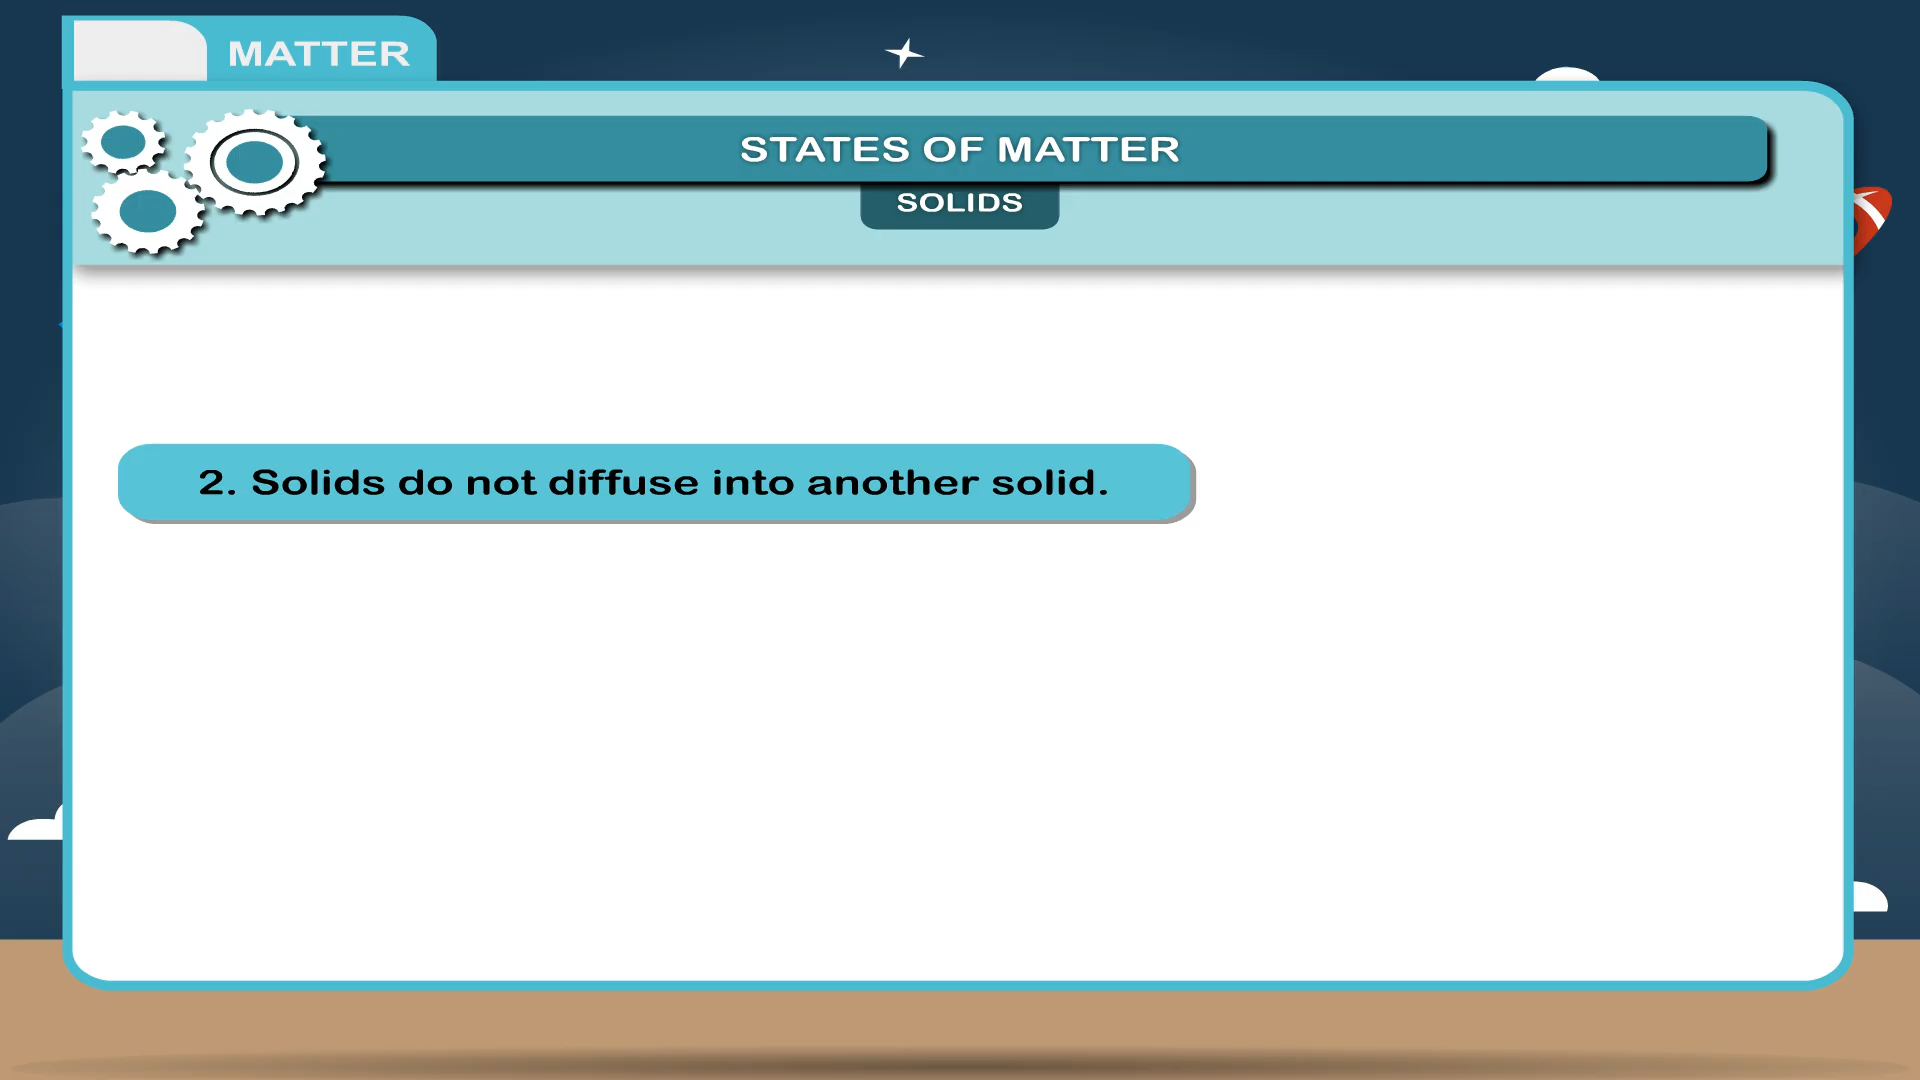 MATTER
STATES OF MATTER
SOLIDS
2. Solids do not diffuse into another solid.